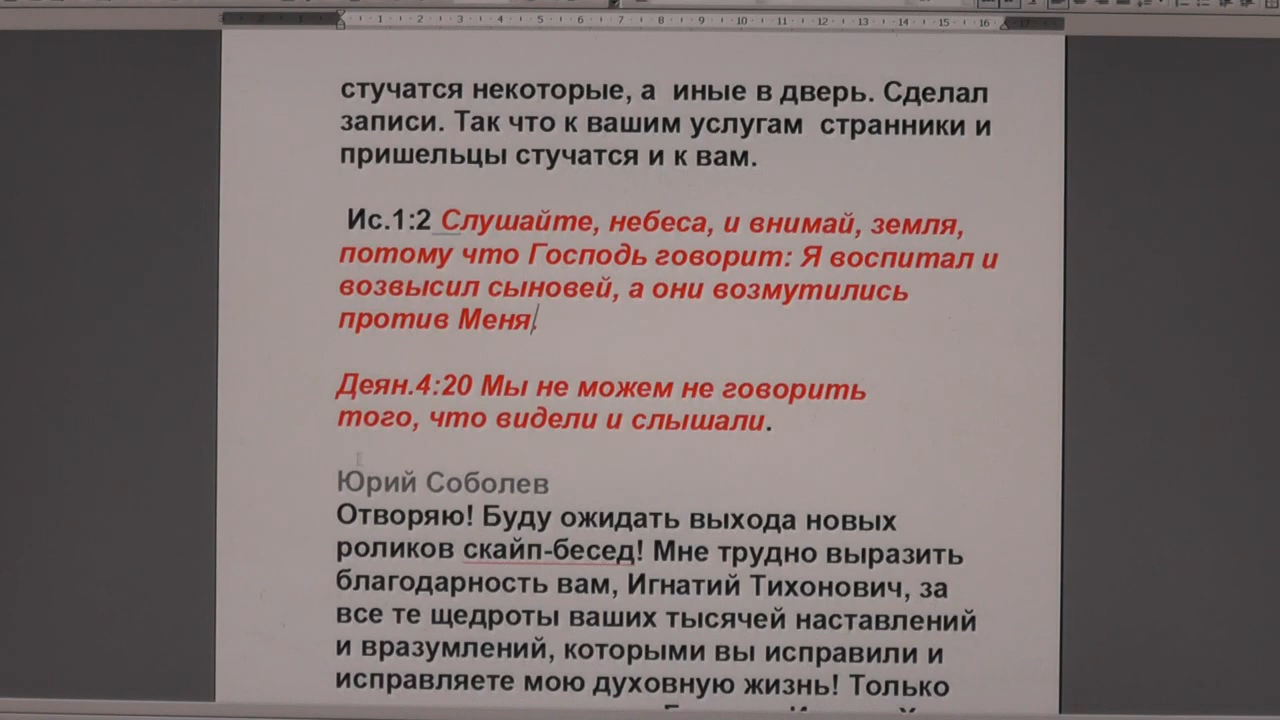 стучатся некоторые, а  иные в дверь. Сделал
записи. Так что к вашим услугам  странники и
пришельцы стучатся и к вам.
Ис.1:2 Слушайте, небеса, и внимай, земля,
потому что Господь говорит: Я воспитал и
возвысил сыновей, а они возмутились
против Меня.
Деян.4:20 Мы не можем не говорить
того, что видели и слышали.
Юрий Соболев
Отворяю! Буду ожидать выхода новых
роликов скайп-бесед! Мне трудно выразить
благодарность вам, Игнатий Тихонович, за
все те щедроты ваших тысячей наставлений
и вразумлений, которыми вы исправили и
исправляете мою духовную жизнь! Только